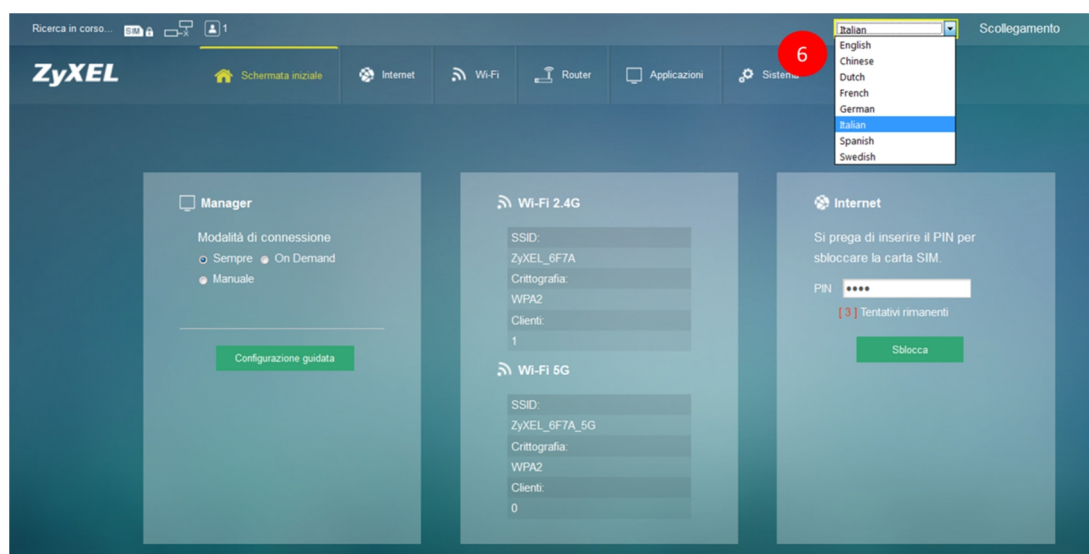 Ricerca in corso... SIM 1 Italian Scollegamento
English
Chinese
Dutch
French
German
Italian
Spanish
Swedish
6
ZyXEL Schermata iniziale Internet Wi-Fi Router Applicazioni
Manager
Modalità di connessione
Sempre On Demand
Manuale
Configurazione guidata
Wi-Fi 2.4G
SSID:
ZyXEL_6F7A
Crittografia:
WPA2
Clienti:
1
Wi-Fi 5G
SSID:
ZyXEL_6F7A_5G
Crittografia:
WPA2
Clienti:
0
Internet
Si prega di inserire il PIN per
sbloccare la carta SIM.
PIN ••••
[ 3 ] Tentativi rimanenti
Sblocca